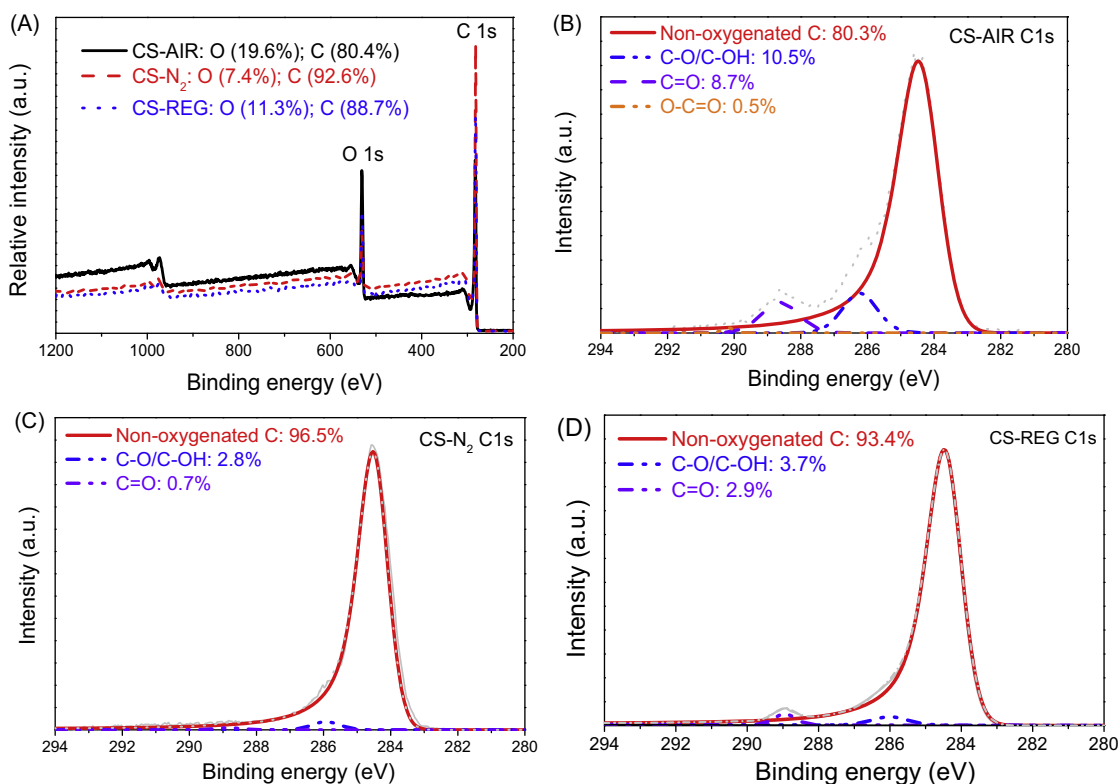 (A)
CS-AIR: O (19.6%); C (80.4%)
CS-N2: O (7.4%); C (92.6%)
CS-REG: O (11.3%); C (88.7%)
C 1s
O 1s
Relative intensity (a.u.)
1200 1000 800 600 400 200
Binding energy (eV)
(B)
Non-oxygenated C: 80.3%
C-O/C-OH: 10.5%
C=O: 8.7%
O-C=O: 0.5%
CS-AIR C1s
Intensity (a.u.)
294 292 290 288 286 284 282 280
Binding energy (eV)
(C)
Non-oxygenated C: 96.5%
C-O/C-OH: 2.8%
C=O: 0.7%
CS-N2 C1s
Intensity (a.u.)
294 292 290 288 286 284 282 280
Binding energy (eV)
(D)
Non-oxygenated C: 93.4%
C-O/C-OH: 3.7%
C=O: 2.9%
CS-REG C1s
Intensity (a.u.)
294 292 290 288 286 284 282 280
Binding energy (eV)